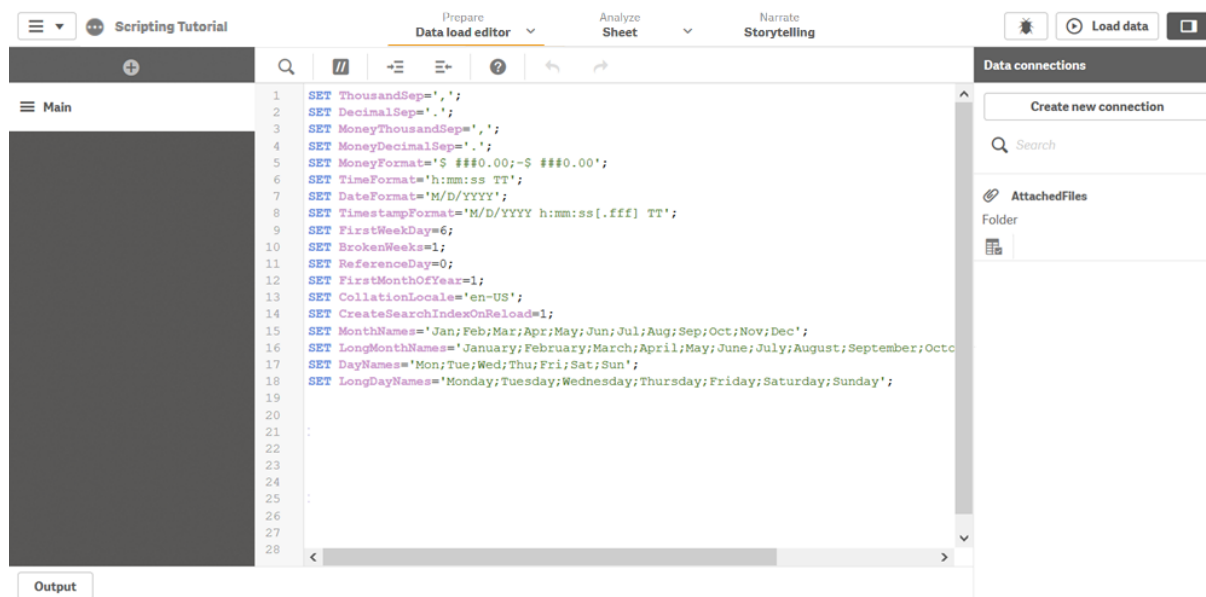 Scripting Tutorial
Prepare
Data load editor
Analyze
Sheet
Narrate
Storytelling
Load data
Main
1 SET ThousandSep=',';
2 SET DecimalSep='.';
3 SET MoneyThousandSep=',';
4 SET MoneyDecimalSep='.';
5 SET MoneyFormat='$ ###0.00;-$ ###0.00';
6 SET TimeFormat='h:mm:ss TT';
7 SET DateFormat='M/D/YYYY';
8 SET TimestampFormat='M/D/YYYY h:mm:ss[.fff] TT';
9 SET FirstWeekDay=6;
10 SET BrokenWeeks=1;
11 SET ReferenceDay=0;
12 SET FirstMonthOfYear=1;
13 SET CollationLocale='en-US';
14 SET CreateSearchIndexOnReload=1;
15 SET MonthNames='Jan;Feb;Mar;Apr;May;Jun;Jul;Aug;Sep;Oct;Nov;Dec';
16 SET LongMonthNames='January;February;March;April;May;June;July;August;September;Octo
17 SET DayNames='Mon;Tue;Wed;Thu;Fri;Sat;Sun';
18 SET LongDayNames='Monday;Tuesday;Wednesday;Thursday;Friday;Saturday;Sunday';
19
20
21
22
23
24
25
26
27
28
Data connections
Create new connection
Search
AttachedFiles
Folder
Output